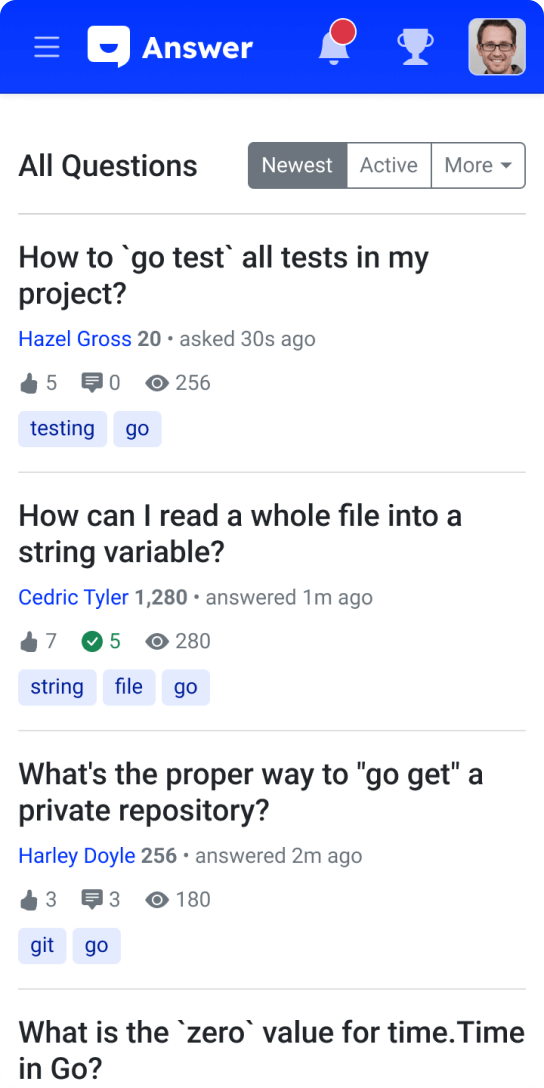 Answer
All Questions
Newest Active More
How to `go test` all tests in my
project?
Hazel Gross 20 • asked 30s ago
5 0 256
testing go
How can I read a whole file into a
string variable?
Cedric Tyler 1,280 • answered 1m ago
7 5 280
string file go
What's the proper way to "go get" a
private repository?
Harley Doyle 256 • answered 2m ago
3 3 180
git go
What is the `zero` value for time.Time
in Go?